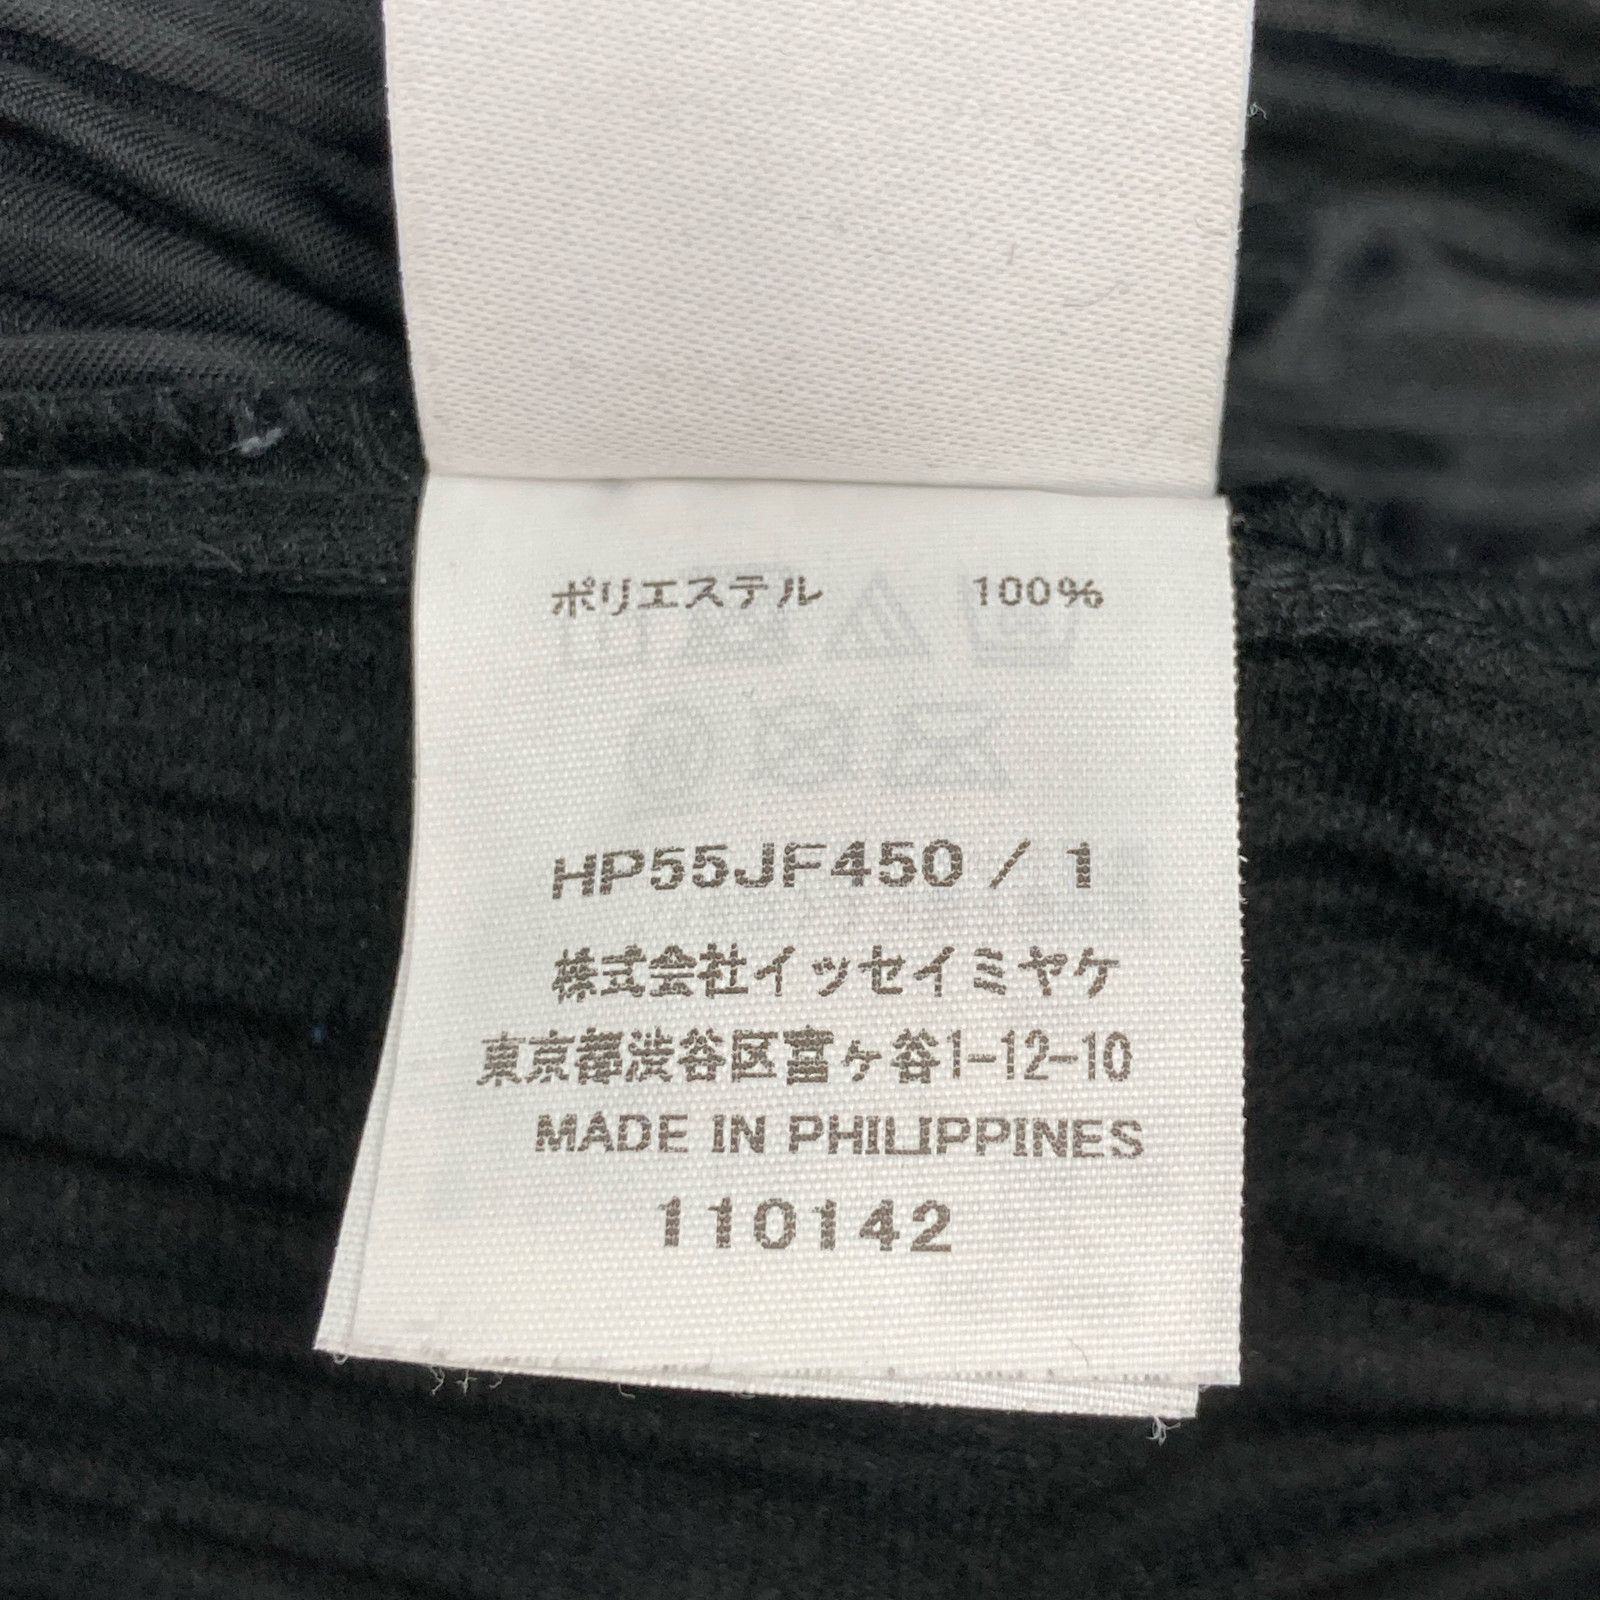 ポリエステル 100%
HP55JF450 / 1
株式会社イッセイミヤケ
東京都渋谷区富ヶ谷1-12-10
MADE IN PHILIPPINES
110142